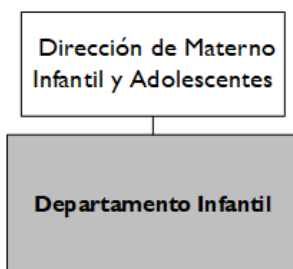 Dirección de Materno
Infantil y Adolescentes
Departamento Infantil